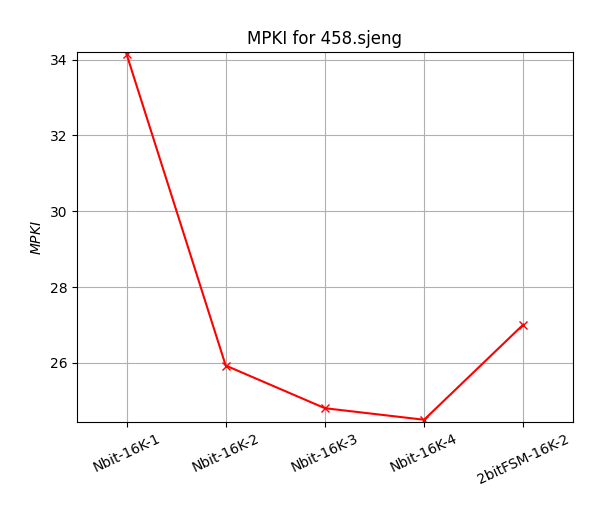 MPKI for 458.sjeng
34
32
30
28
26
MPKI
Nbit-16K-1
Nbit-16K-2
Nbit-16K-3
Nbit-16K-4
2bitFSM-16K-2